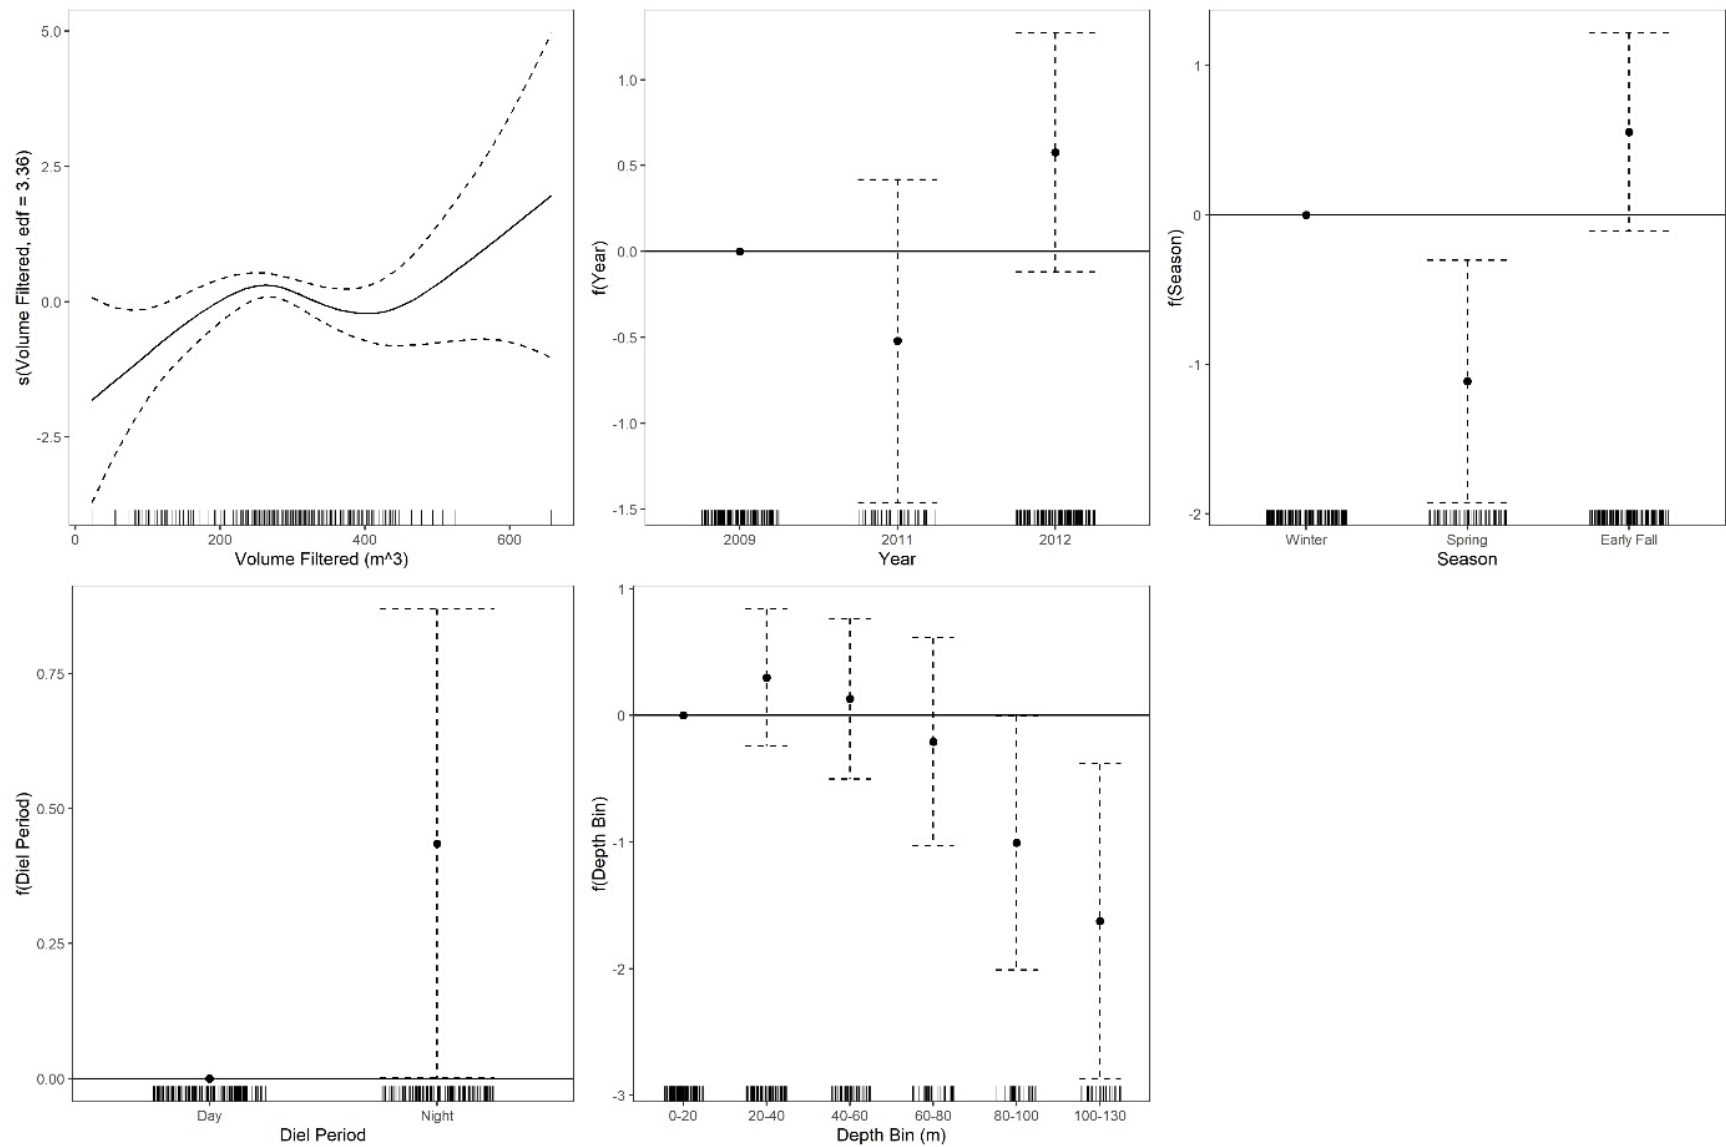 5.0
2.5
0.0
-2.5
s(Volume Filtered, edf = 3.36)
0 200 400 600
Volume Filtered (m^3)
1.0
0.5
0.0
-0.5
-1.0
-1.5
f(Year)
2009 2011 2012
Year
1
0
-1
-2
f(Season)
Winter Spring Early Fall
Season
0.75
0.50
0.25
0.00
f(Diel Period)
Day Night
Diel Period
1
0
-1
-2
-3
f(Depth Bin)
0-20 20-40 40-60 60-80 80-100 100-130
Depth Bin (m)